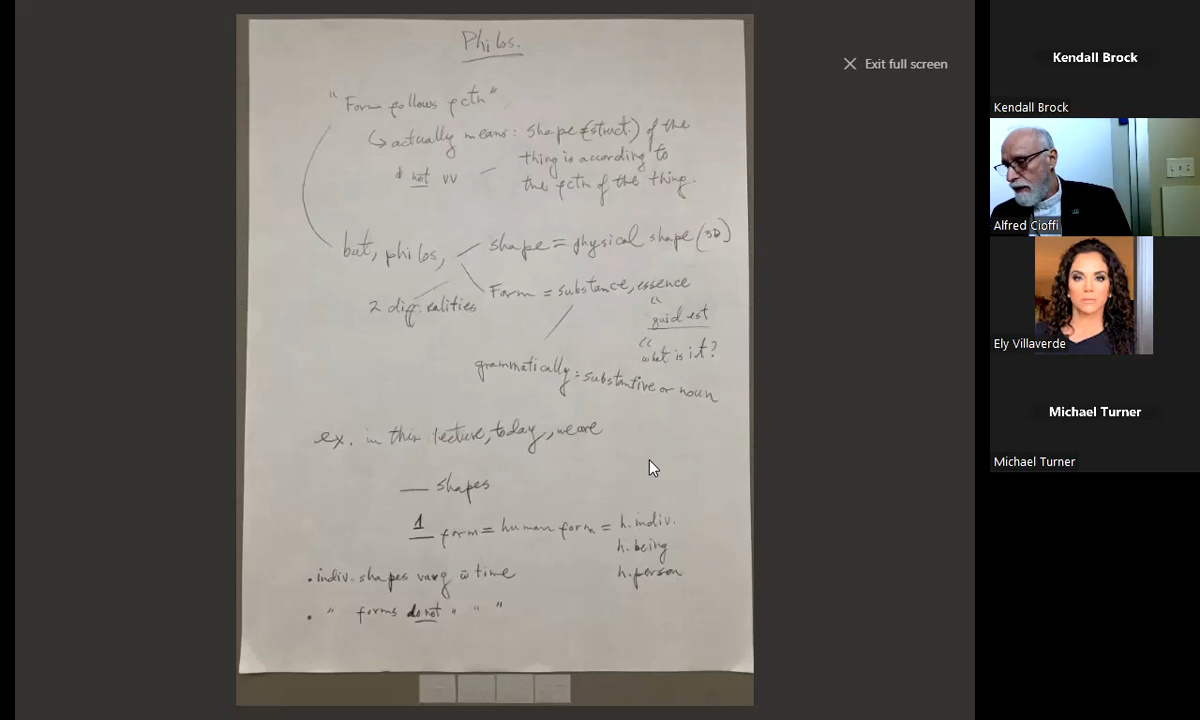 Philos.
"Form follows fctn"
↳ actually means: shape (struct.) of the
thing is according to
& not vv — the fctn of the thing.
but, philos, shape = physical shape (3D)
Form = substance, essence
2 diff. realities
"quid est
"what is it?
grammatically = substantive or noun
ex. in this lecture, today, we are
___ shapes
1 form = human form = h. indiv.
h. being
h. person
• indiv. shapes vary w̄ time
• " forms do not " " "
Exit full screen
Kendall Brock
Kendall Brock
Alfred Cioffi
Ely Villaverde
Michael Turner
Michael Turner